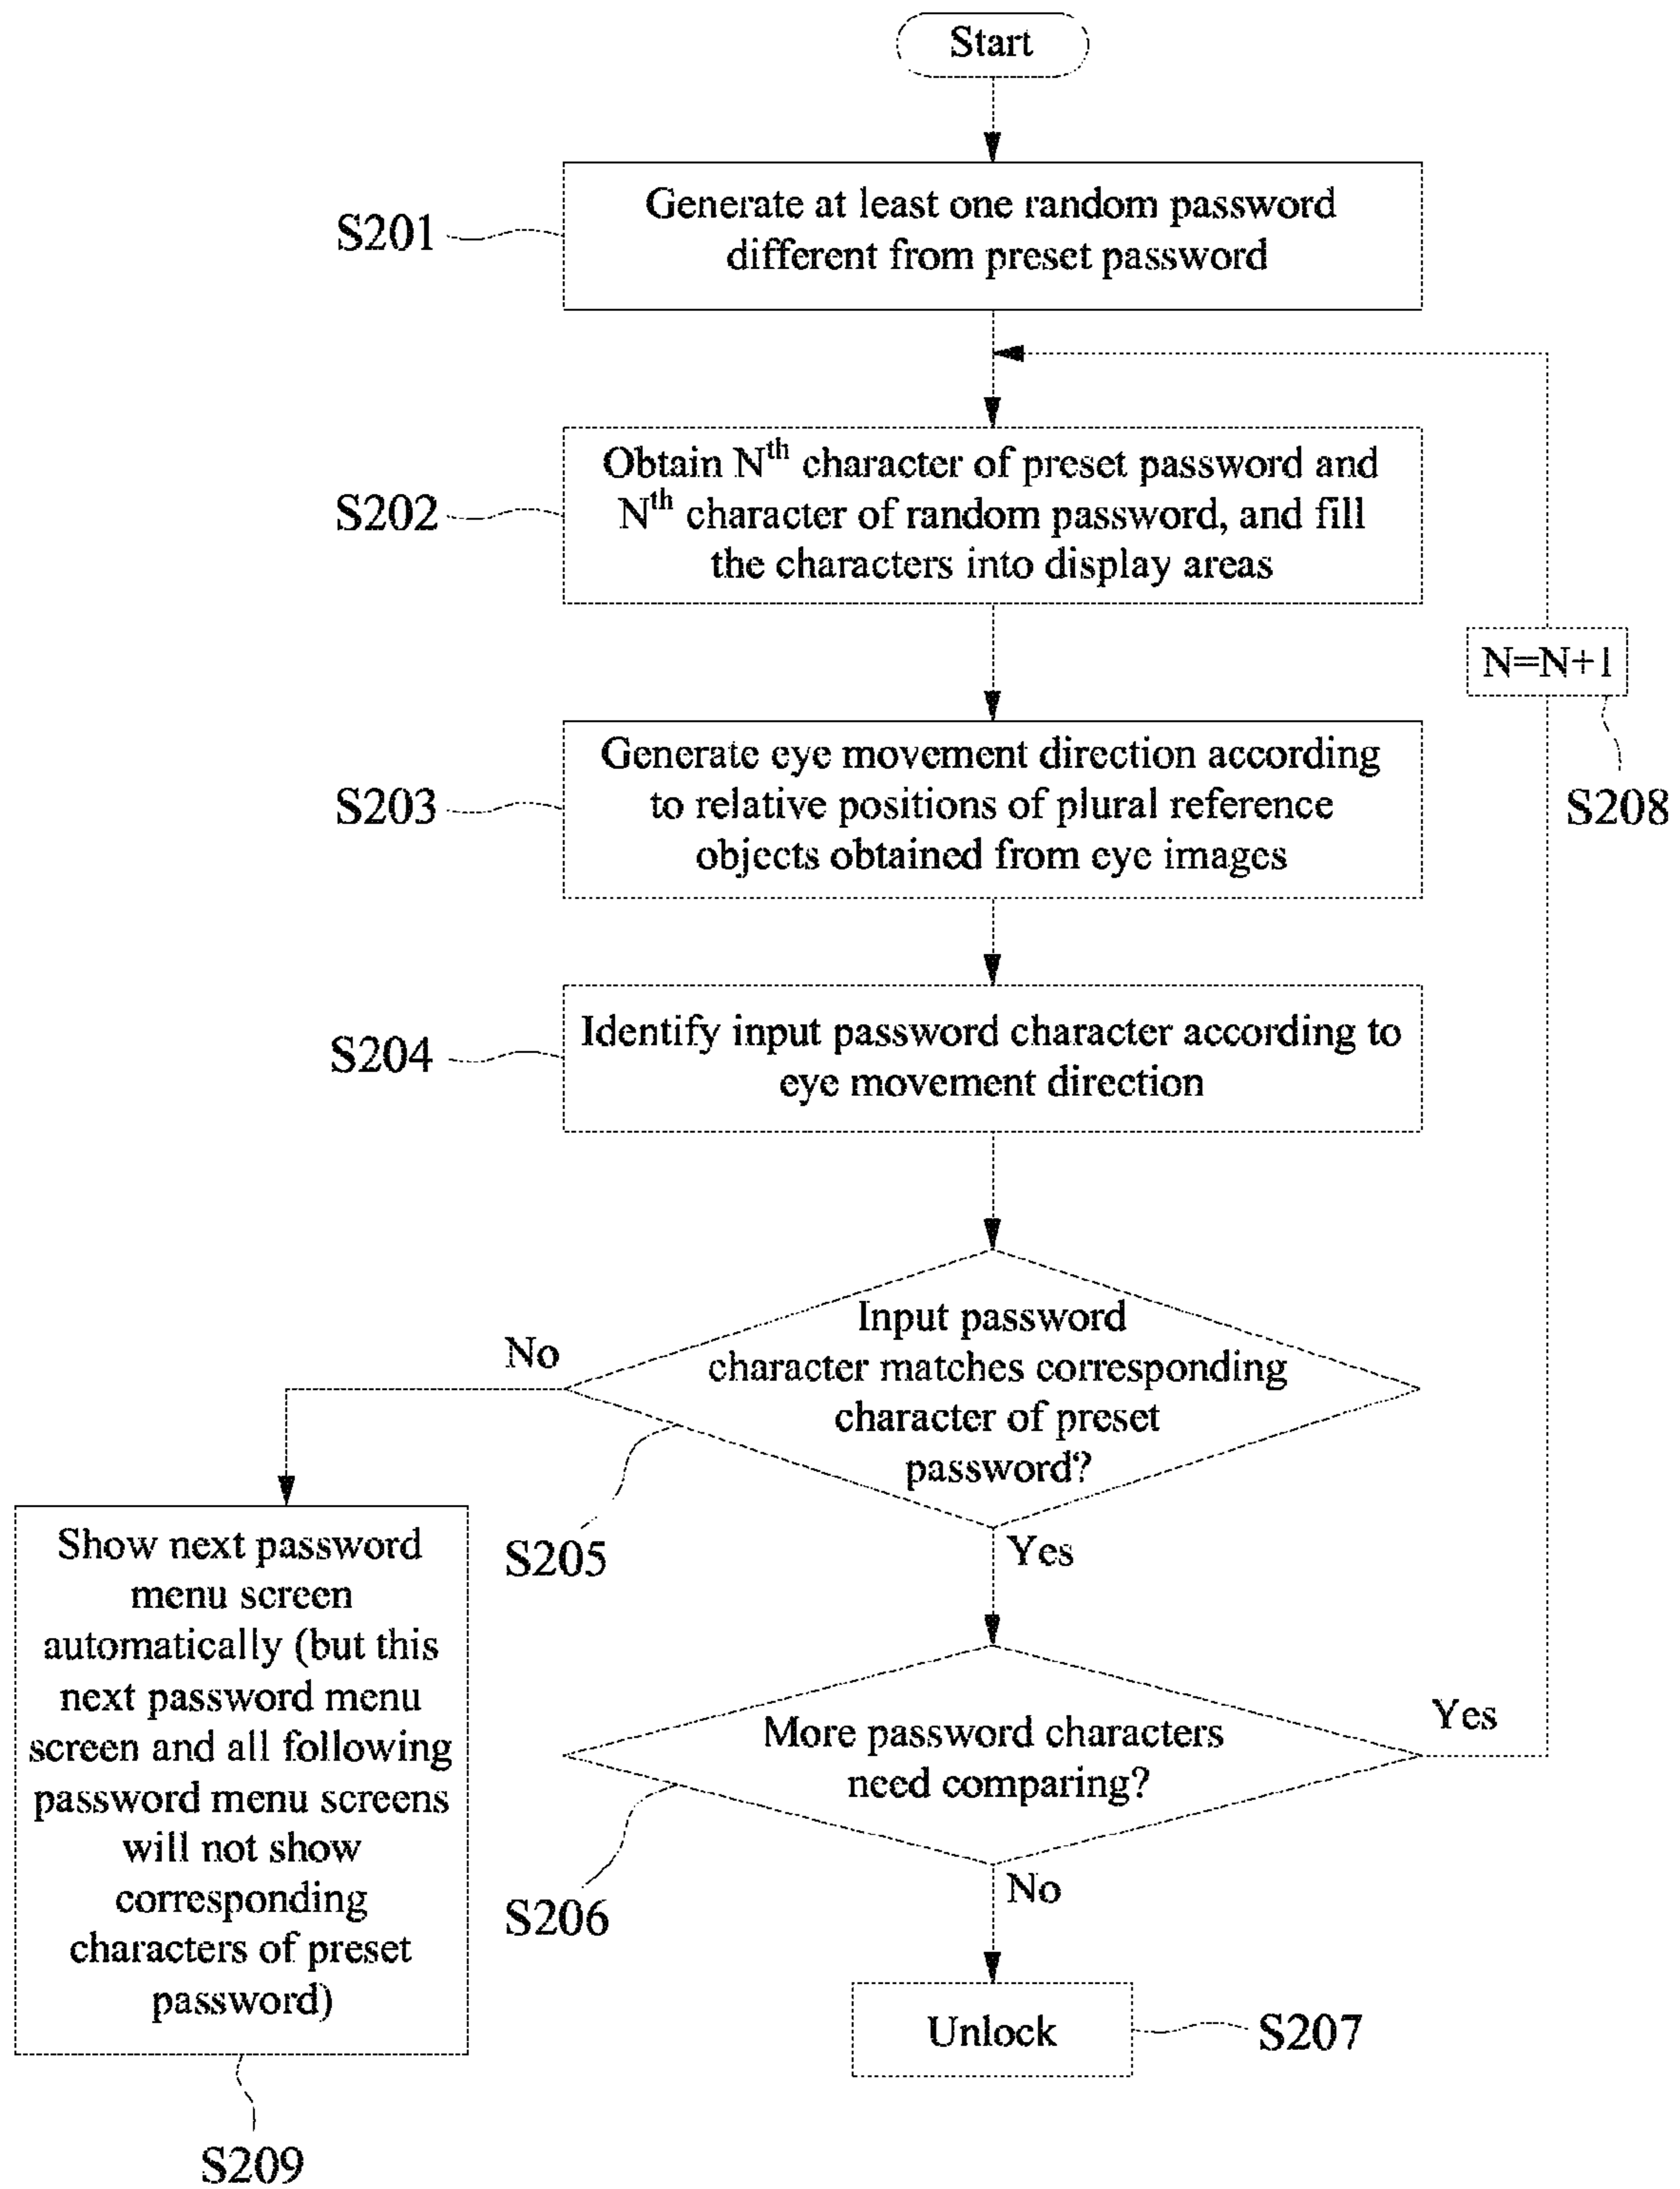 Start
Generate at least one random password
different from preset password
S201
Obtain Nth character of preset password and
Nth character of random password, and fill
the characters into display areas
S202
N=N+1
S208
Generate eye movement direction according
to relative positions of plural reference
objects obtained from eye images
S203
Identify input password character according to
eye movement direction
S204
Input password
character matches corresponding
character of preset
password?
No
S205
Yes
Show next password
menu screen
automatically (but this
next password menu
screen and all following
password menu screens
will not show
corresponding
characters of preset
password)
S209
More password characters
need comparing?
Yes
S206
No
Unlock
S207